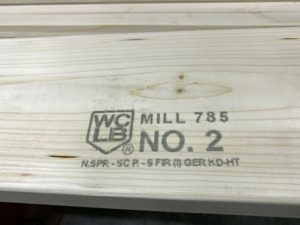 WC
LB
®
MILL 785
NO. 2
N.SPR - SC P. - S FIR (I) GER KD-HT